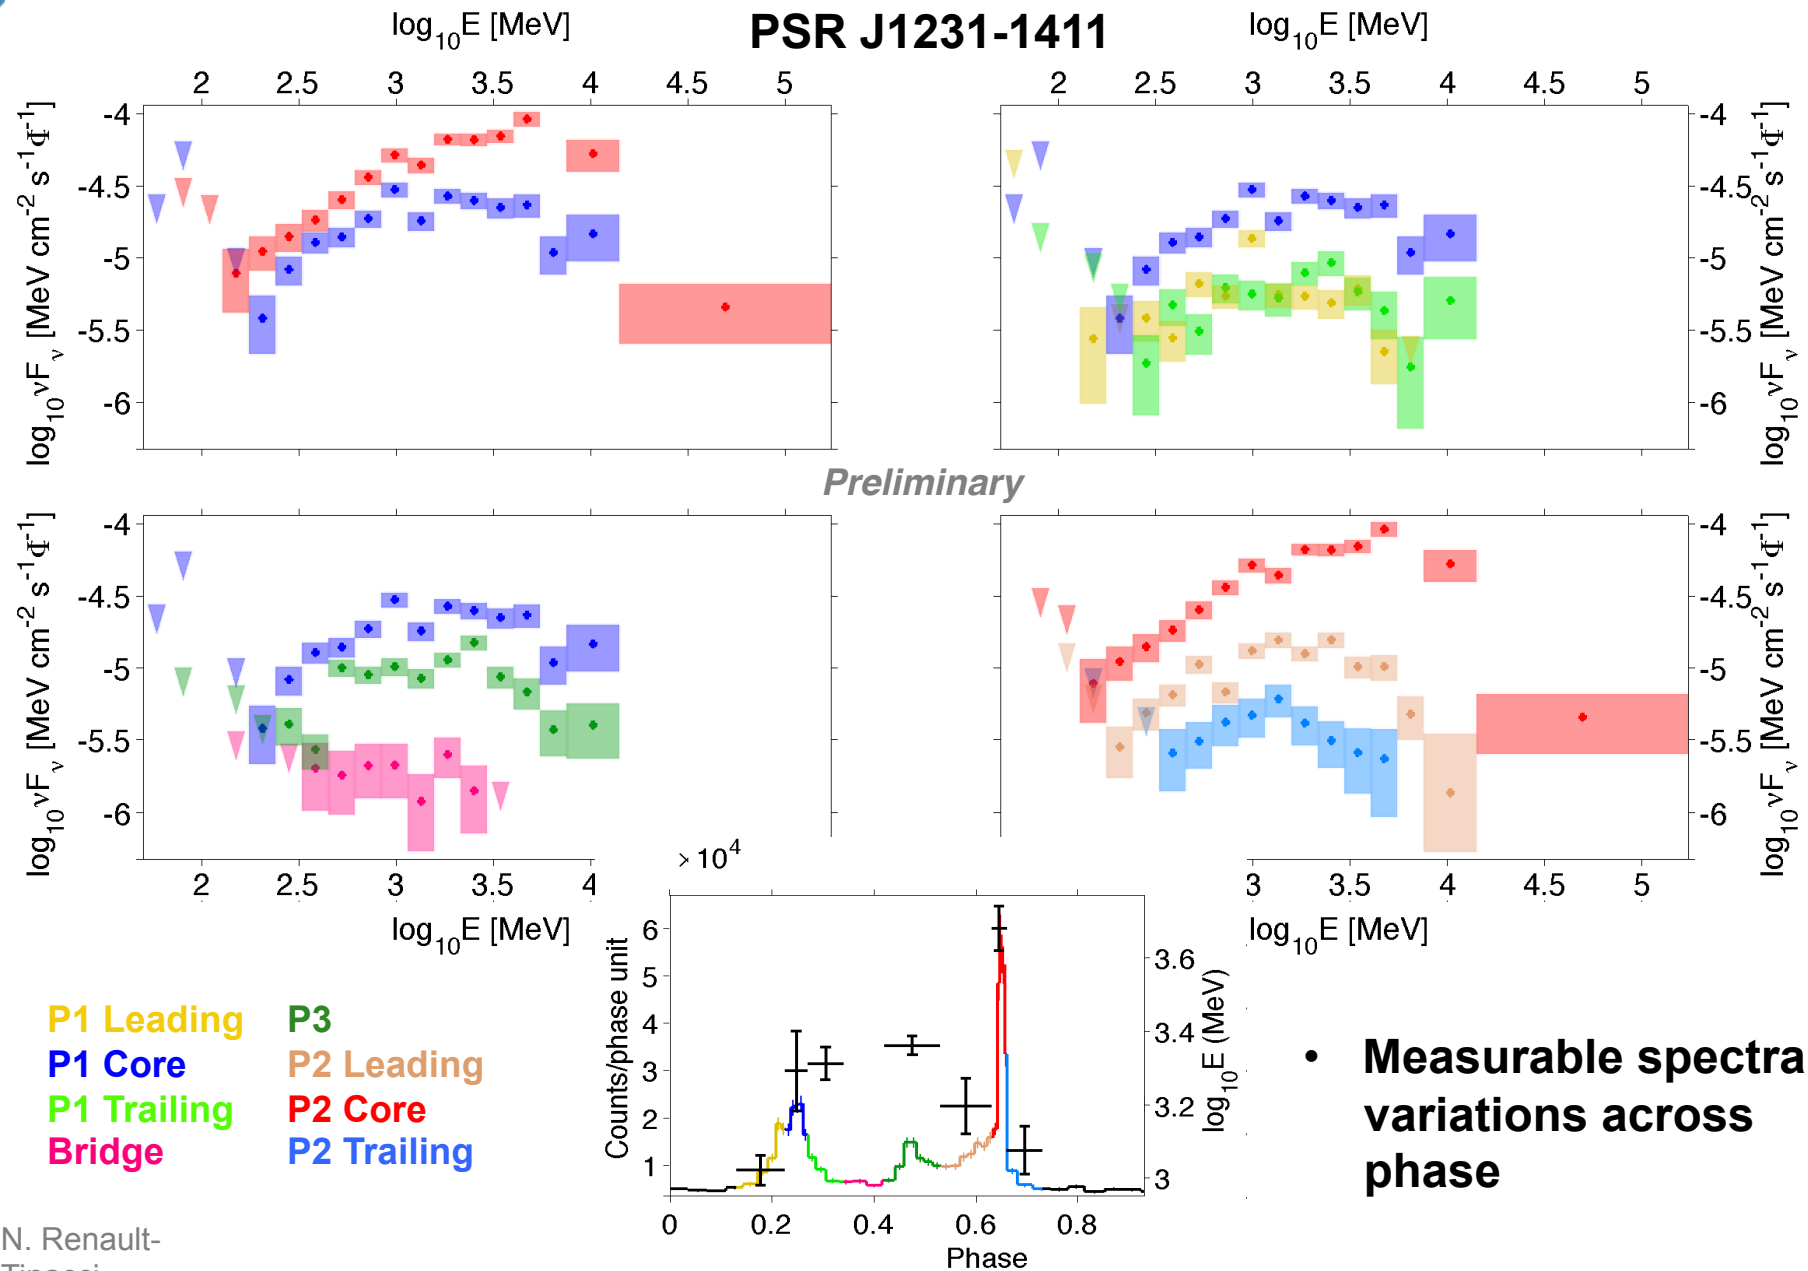 PSR J1231-1411
log10E [MeV]
log10E [MeV]
2 2.5 3 3.5 4 4.5 5
2 2.5 3 3.5 4 4.5 5
log10νFν [MeV cm-2 s-1Φ-1]
-4
-4.5
-5
-5.5
-6
-4
-4.5
-5
-5.5
-6
log10νFν [MeV cm-2 s-1Φ-1]
Preliminary
log10νFν [MeV cm-2 s-1Φ-1]
-4
-4.5
-5
-5.5
-6
-4
-4.5
-5
-5.5
-6
log10νFν [MeV cm-2 s-1Φ-1]
2 2.5 3 3.5 4
3 3.5 4 4.5 5
log10E [MeV]
log10E [MeV]
×10^4
Counts/phase unit
6
5
4
3
2
1
3.6
3.4
3.2
3
log10E (MeV)
0 0.2 0.4 0.6 0.8
Phase
P1 Leading
P1 Core
P1 Trailing
Bridge
P3
P2 Leading
P2 Core
P2 Trailing
• Measurable spectra
variations across
phase
N. Renault-